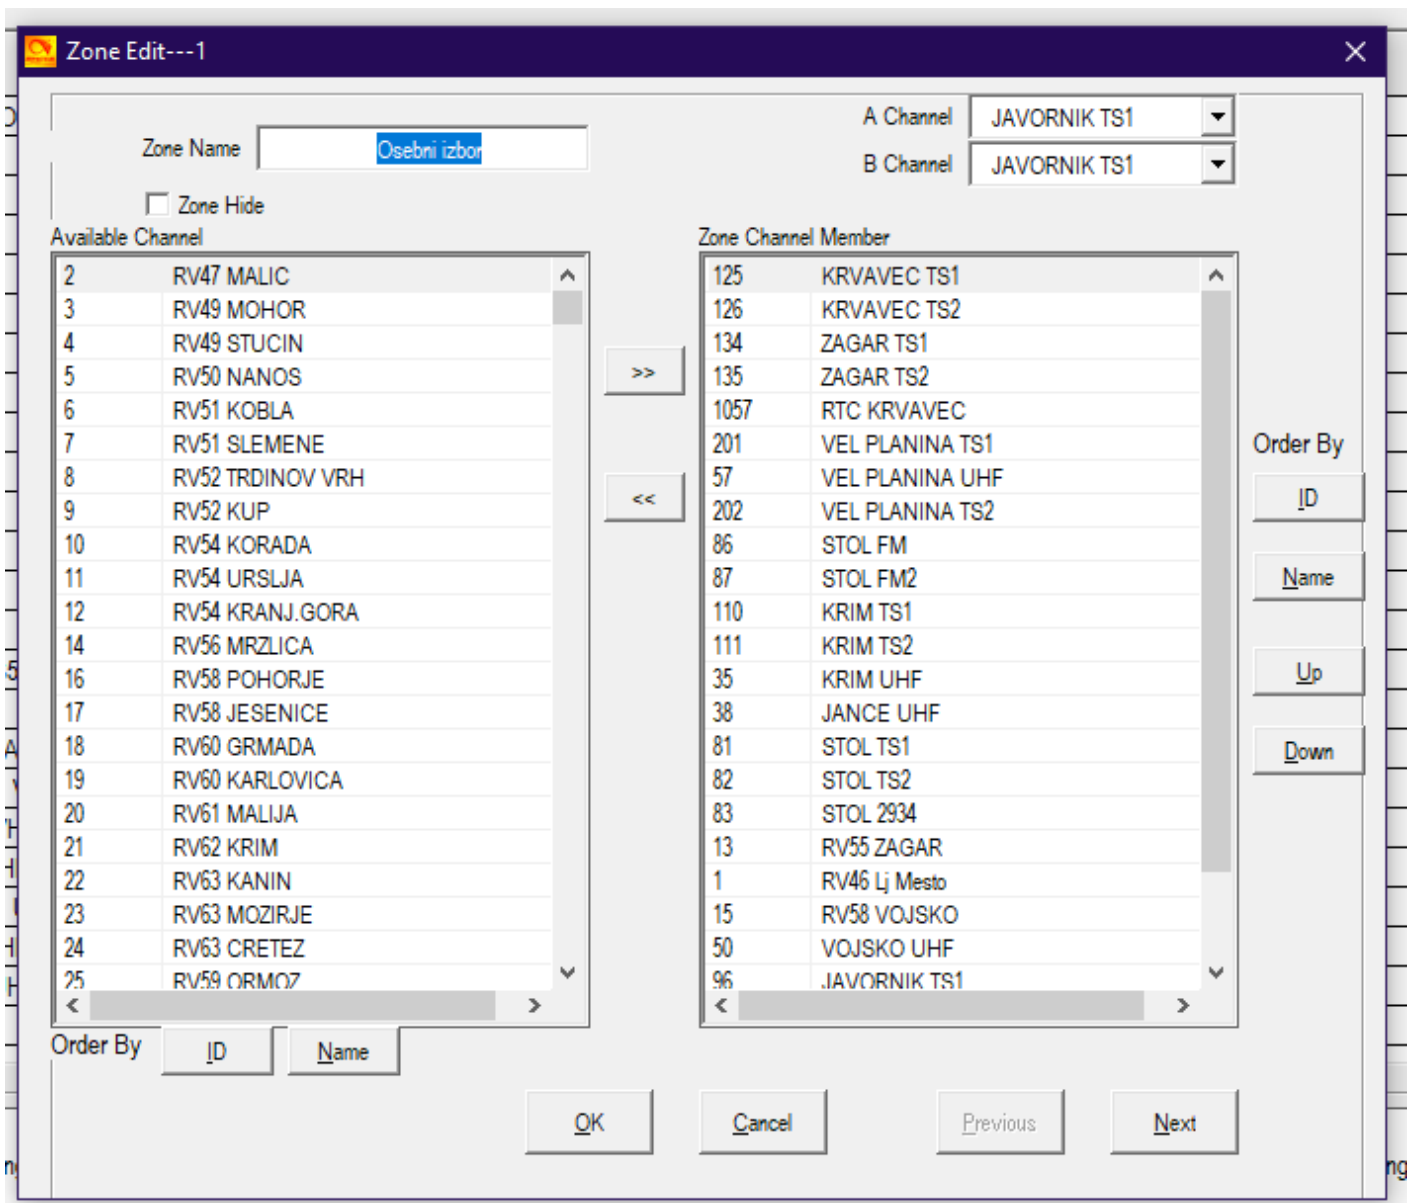 Zone Edit---1
A Channel JAVORNIK TS1
Zone Name Osebni izbor
B Channel JAVORNIK TS1
Zone Hide
Available Channel
2 RV47 MALIC
3 RV49 MOHOR
4 RV49 STUCIN
5 RV50 NANOS
6 RV51 KOBLA
7 RV51 SLEMENE
8 RV52 TRDINOV VRH
9 RV52 KUP
10 RV54 KORADA
11 RV54 URSLJA
12 RV54 KRANJ.GORA
14 RV56 MRZLICA
16 RV58 POHORJE
17 RV58 JESENICE
18 RV60 GRMADA
19 RV60 KARLOVICA
20 RV61 MALIJA
21 RV62 KRIM
22 RV63 KANIN
23 RV63 MOZIRJE
24 RV63 CRETEZ
25 RV59 ORMOZ
Order By ID Name
>>
<<
Zone Channel Member
125 KRVAVEC TS1
126 KRVAVEC TS2
134 ZAGAR TS1
135 ZAGAR TS2
1057 RTC KRVAVEC
201 VEL PLANINA TS1
57 VEL PLANINA UHF
202 VEL PLANINA TS2
86 STOL FM
87 STOL FM2
110 KRIM TS1
111 KRIM TS2
35 KRIM UHF
38 JANCE UHF
81 STOL TS1
82 STOL TS2
83 STOL 2934
13 RV55 ZAGAR
1 RV46 Lj Mesto
15 RV58 VOJSKO
50 VOJSKO UHF
96 JAVORNIK TS1
Order By
ID
Name
Up
Down
OK Cancel Previous Next